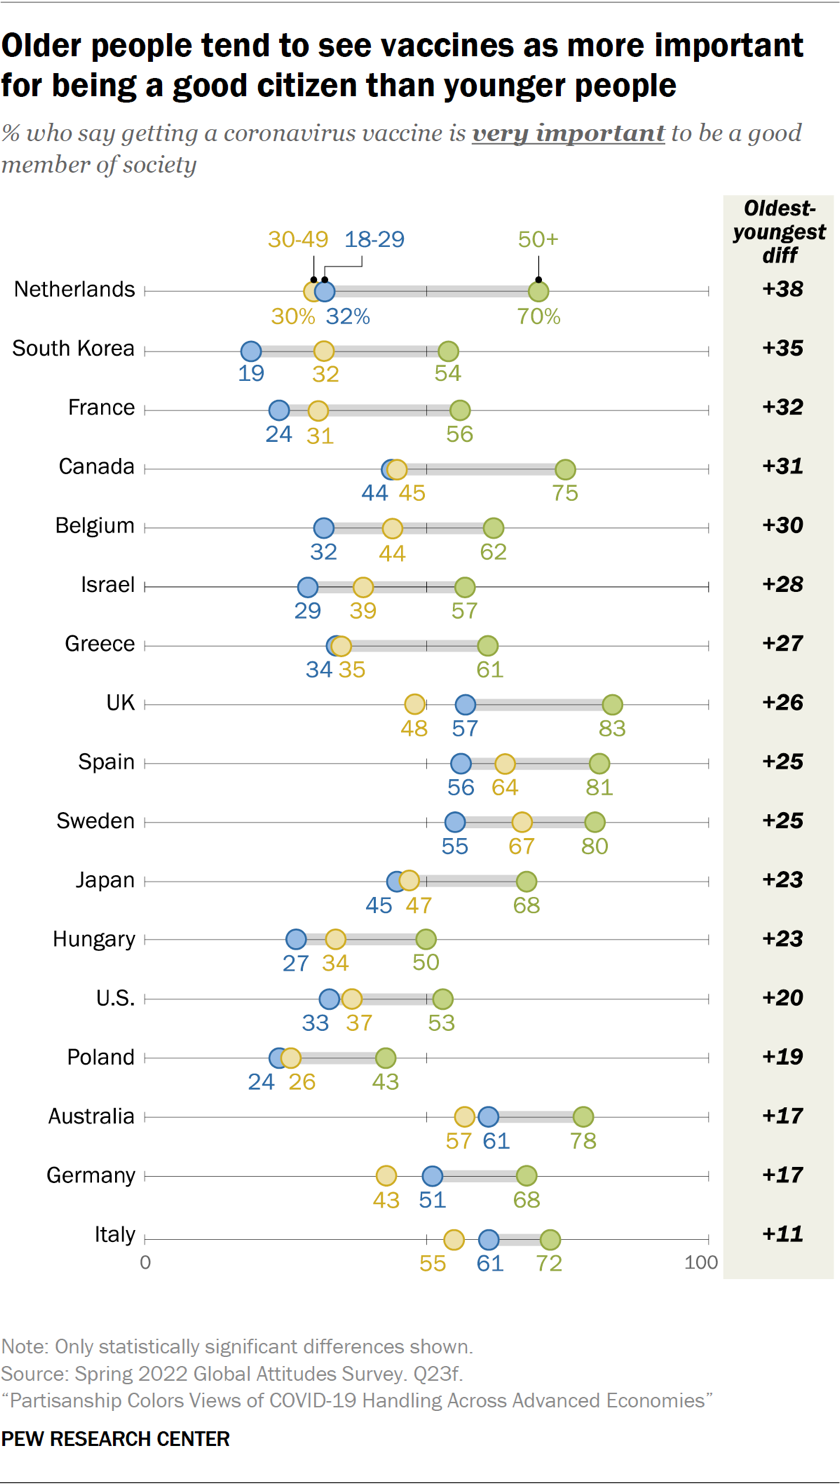 Older people tend to see vaccines as more important
for being a good citizen than younger people
% who say getting a coronavirus vaccine is very important to be a good
member of society
Oldest-
youngest
diff
30-49 18-29 50+
Netherlands +38
30% 32% 70%
South Korea +35
19 32 54
France +32
24 31 56
Canada +31
44 45 75
Belgium +30
32 44 62
Israel +28
29 39 57
Greece +27
34 35 61
UK +26
48 57 83
Spain +25
56 64 81
Sweden +25
55 67 80
Japan +23
45 47 68
Hungary +23
27 34 50
U.S. +20
33 37 53
Poland +19
24 26 43
Australia +17
57 61 78
Germany +17
43 51 68
Italy +11
0 55 61 72 100
Note: Only statistically significant differences shown.
Source: Spring 2022 Global Attitudes Survey. Q23f.
“Partisanship Colors Views of COVID-19 Handling Across Advanced Economies”
PEW RESEARCH CENTER